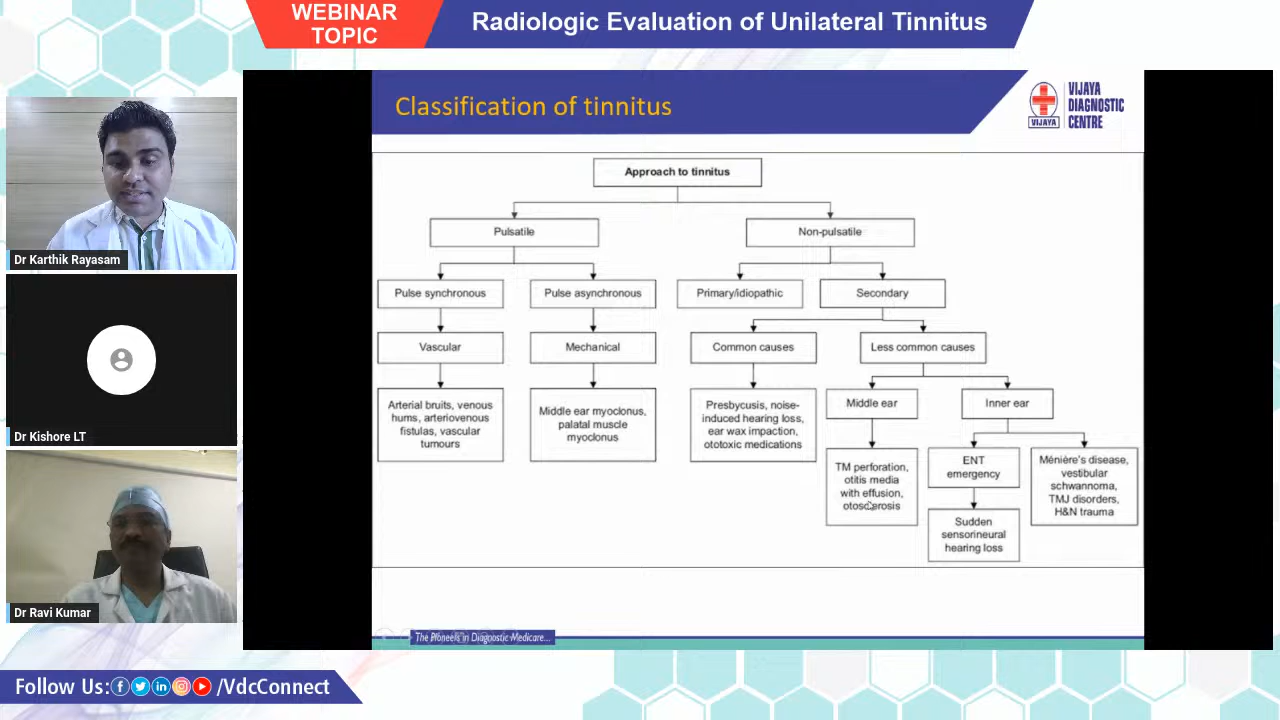 WEBINAR
TOPIC
Radiologic Evaluation of Unilateral Tinnitus
Classification of tinnitus
VIJAYA
VIJAYA
DIAGNOSTIC
CENTRE
Approach to tinnitus
Pulsatile
Non-pulsatile
Pulse synchronous
Pulse asynchronous
Primary/idiopathic
Secondary
Vascular
Mechanical
Common causes
Less common causes
Arterial bruits, venous
hums, arteriovenous
fistulas, vascular
tumours
Middle ear myoclonus,
palatal muscle
myoclonus
Presbycusis, noise-
induced hearing loss,
ear wax impaction,
ototoxic medications
Middle ear
Inner ear
TM perforation,
otitis media
with effusion,
otosclerosis
ENT
emergency
Sudden
sensorineural
hearing loss
Ménière's disease,
vestibular
schwannoma,
TMJ disorders,
H&N trauma
The Pioneers in Diagnostic Medicare...
Dr Karthik Rayasam
Dr Kishore LT
Dr Ravi Kumar
Follow Us: /VdcConnect